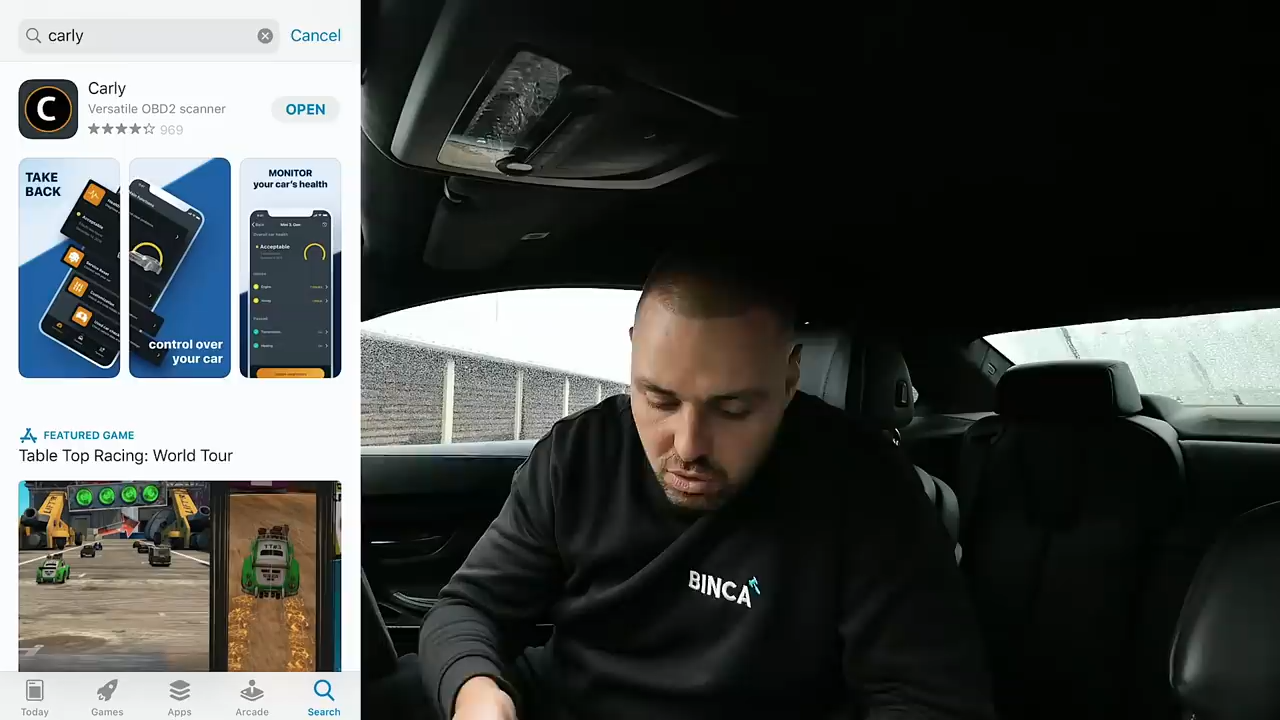 carly
Cancel
Carly
Versatile OBD2 scanner
OPEN
969
TAKE
BACK
control over
your car
MONITOR
your car's health
Acceptable
FEATURED GAME
Table Top Racing: World Tour
Today
Games
Apps
Arcade
Search
BINCA